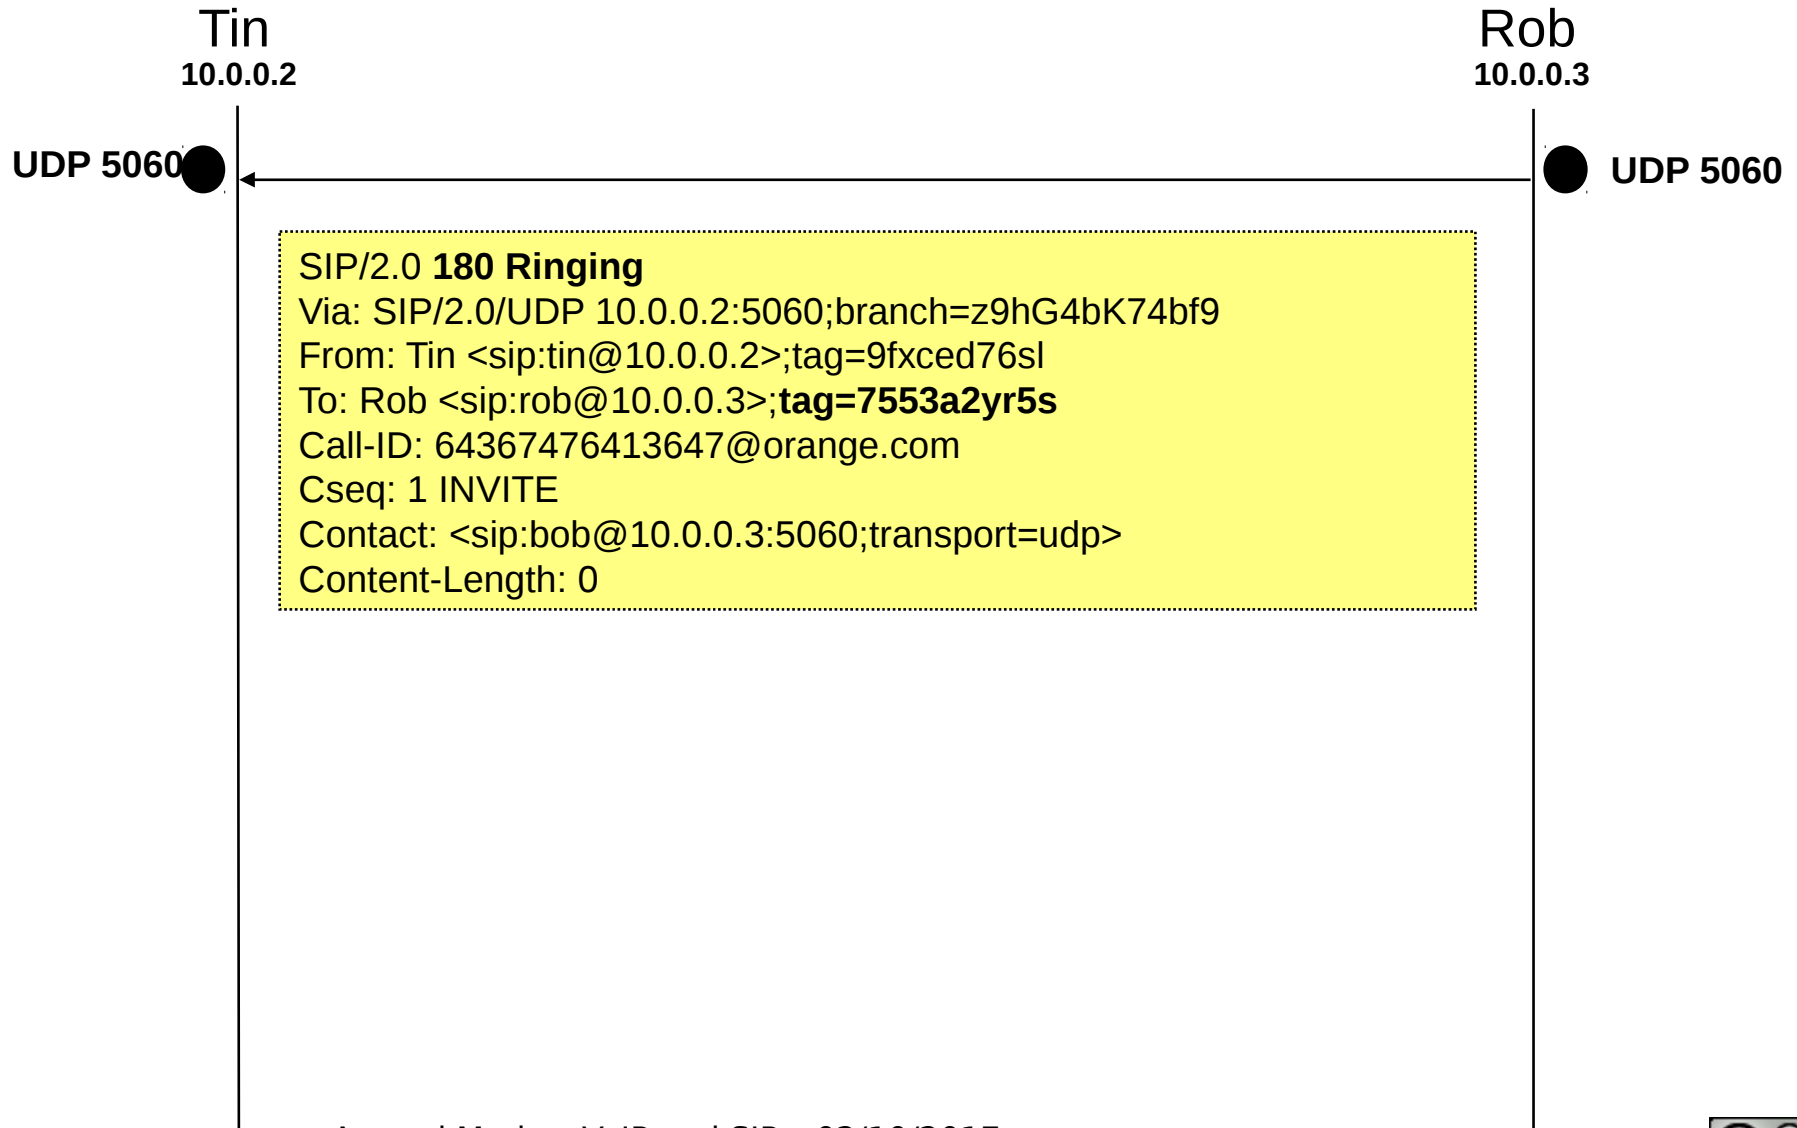 Tin
10.0.0.2
Rob
10.0.0.3
UDP 5060
UDP 5060
SIP/2.0 180 Ringing
Via: SIP/2.0/UDP 10.0.0.2:5060;branch=z9hG4bK74bf9
From: Tin <sip:tin@10.0.0.2>;tag=9fxced76sl
To: Rob <sip:rob@10.0.0.3>;tag=7553a2yr5s
Call-ID: 64367476413647@orange.com
Cseq: 1 INVITE
Contact: <sip:bob@10.0.0.3:5060;transport=udp>
Content-Length: 0